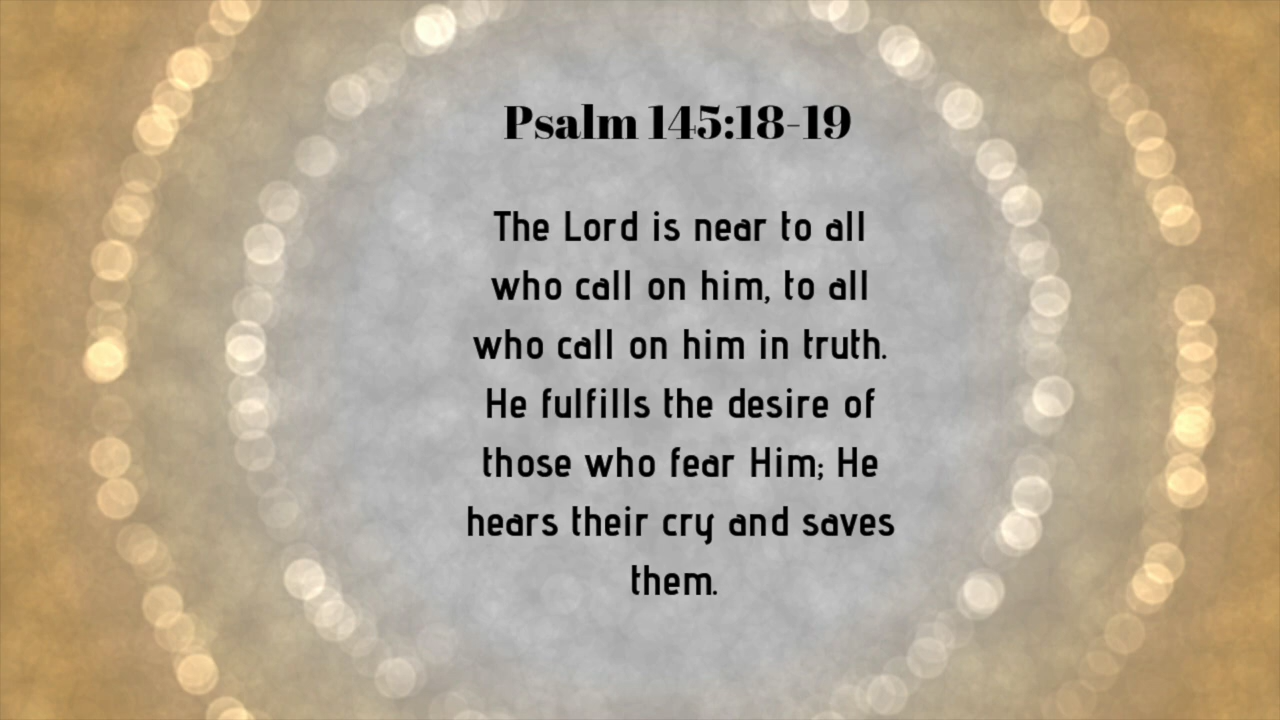 Psalm 145:18-19
The Lord is near to all
who call on him, to all
who call on him in truth.
He fulfills the desire of
those who fear Him; He
hears their cry and saves
them.